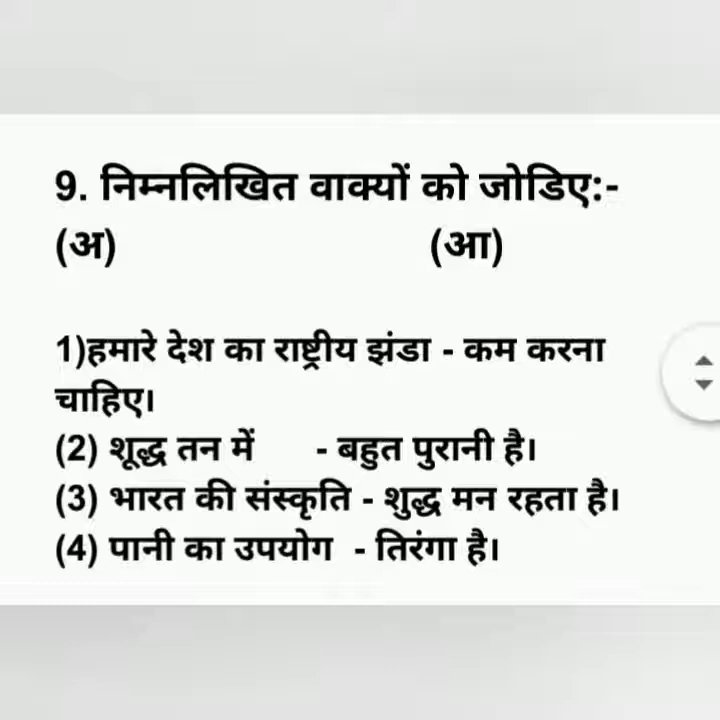 9. निम्नलिखित वाक्यों को जोडिए:-
(अ) (आ)
1)हमारे देश का राष्ट्रीय झंडा - कम करना
चाहिए।
(2) शूद्ध तन में - बहुत पुरानी है।
(3) भारत की संस्कृति - शुद्ध मन रहता है।
(4) पानी का उपयोग - तिरंगा है।